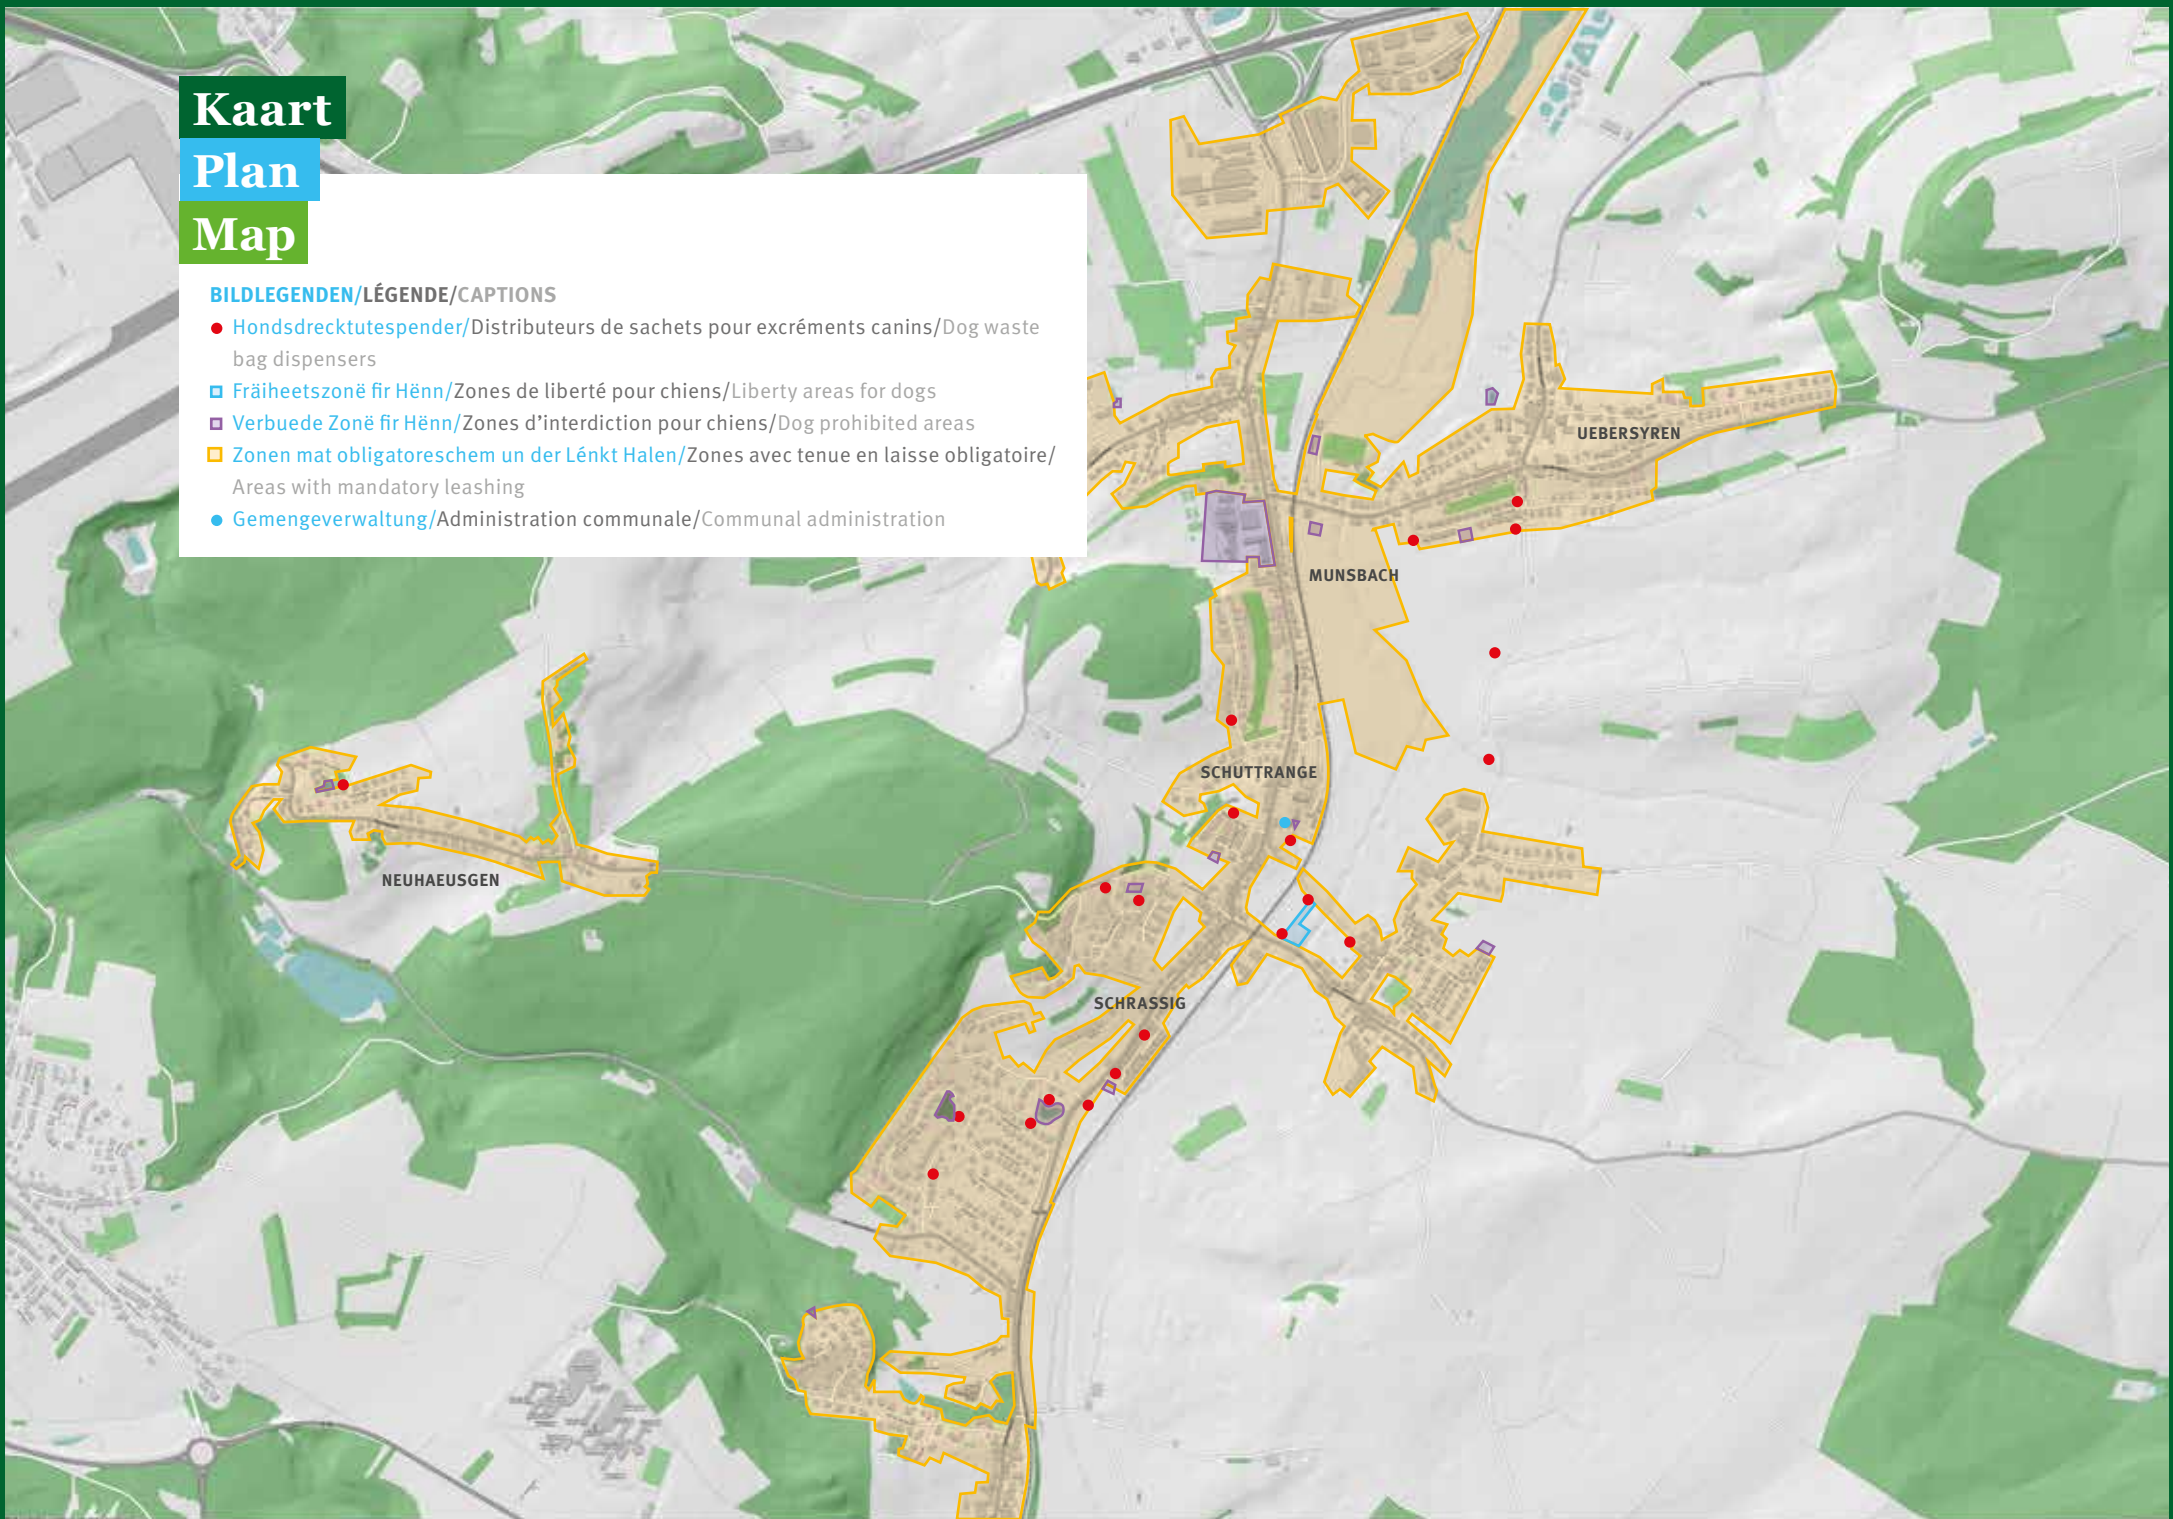 Kaart
Plan
Map
BILDLEGENDEN/LÉGENDE/CAPTIONS
Hondsdrecktutespender/Distributeurs de sachets pour excréments canins/Dog waste
bag dispensers
Fräiheetszonë fir Hënn/Zones de liberté pour chiens/Liberty areas for dogs
Verbuede Zonë fir Hënn/Zones d’interdiction pour chiens/Dog prohibited areas
Zonen mat obligatoreschem un der Lénkt Halen/Zones avec tenue en laisse obligatoire/
Areas with mandatory leashing
Gemengeverwaltung/Administration communale/Communal administration
UEBERSYREN
MUNSBACH
SCHUTTRANGE
NEUHAEUSGEN
SCHRASSIG